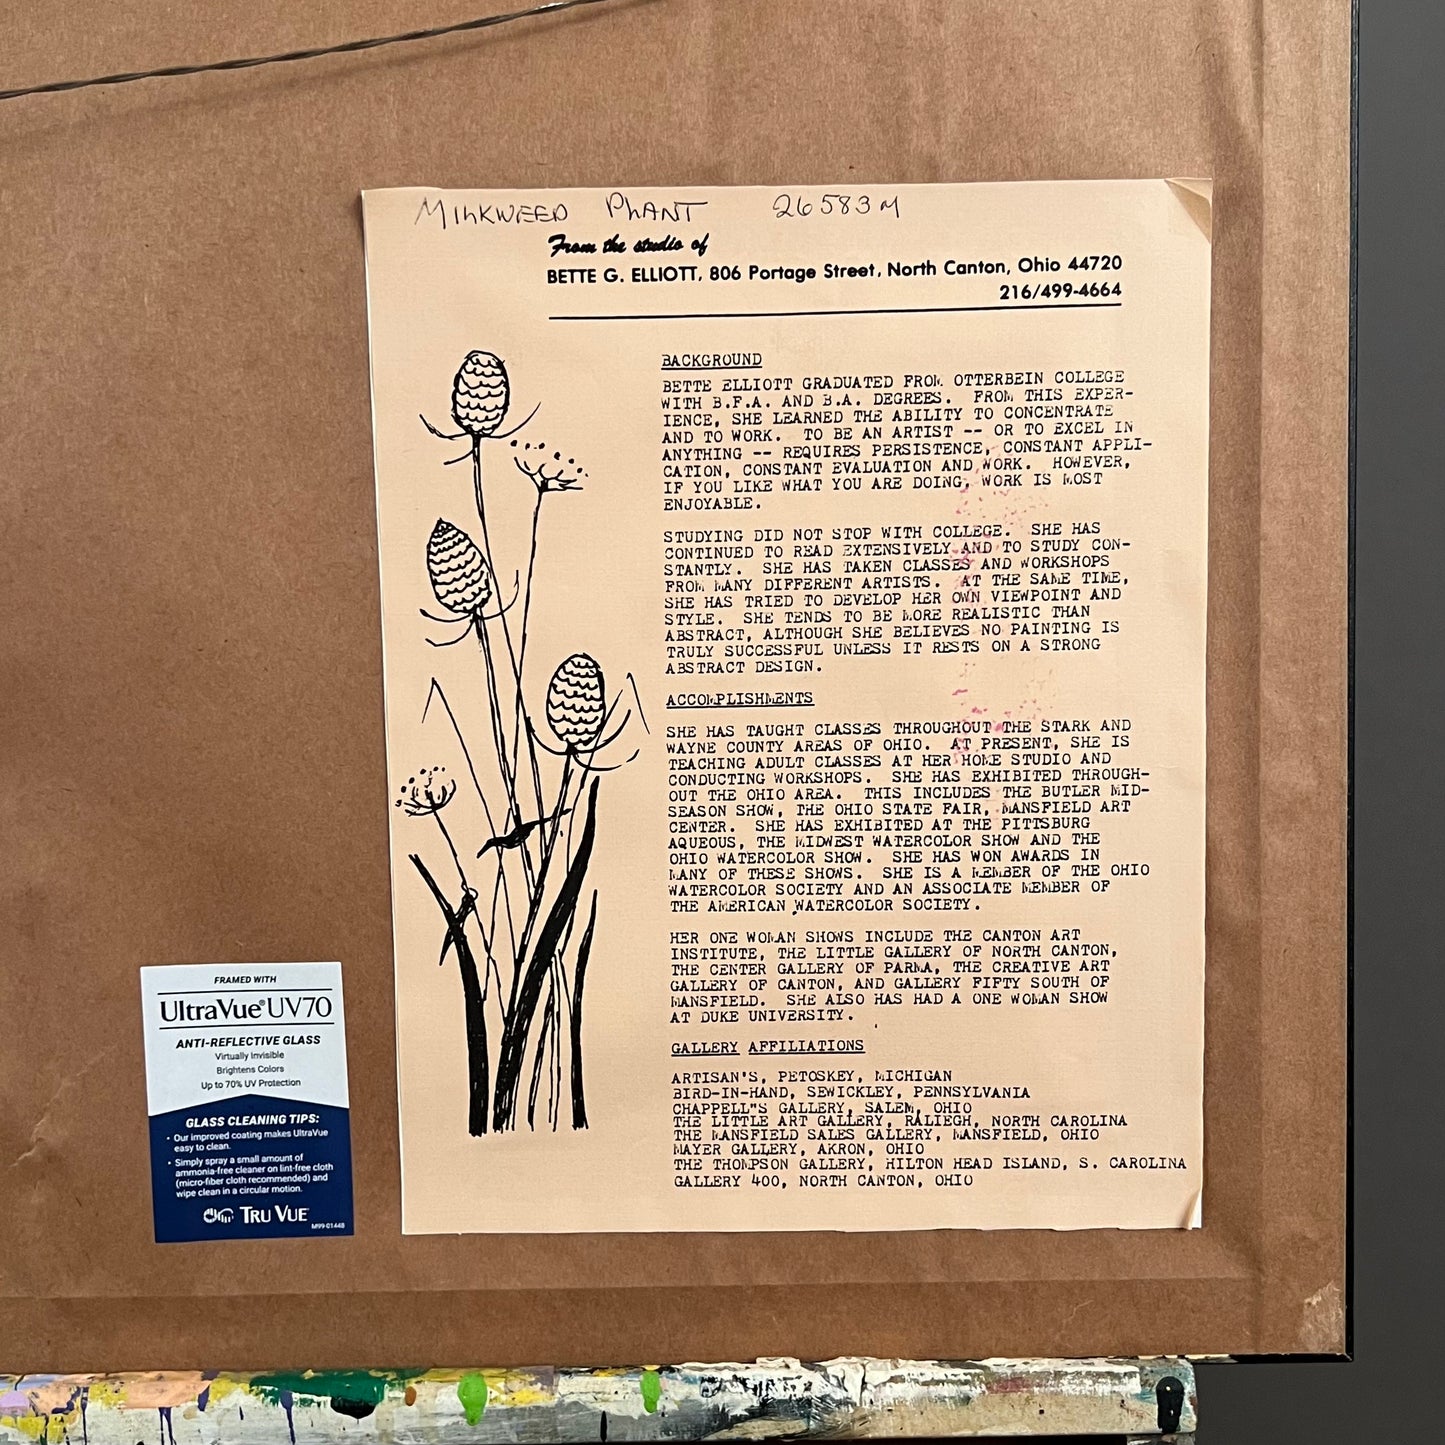 MILKWEED PLANT 26583M
From the studio of
BETTE G. ELLIOTT, 806 Portage Street, North Canton, Ohio 44720
216/499-4664
BACKGROUND
BETTE ELLIOTT GRADUATED FROM OTTERBEIN COLLEGE
WITH B.F.A. AND B.A. DEGREES. FROM THIS EXPER-
IENCE, SHE LEARNED THE ABILITY TO CONCENTRATE
AND TO WORK. TO BE AN ARTIST -- OR TO EXCEL IN
ANYTHING -- REQUIRES PERSISTENCE, CONSTANT APPLI-
CATION, CONSTANT EVALUATION AND WORK. HOWEVER,
IF YOU LIKE WHAT YOU ARE DOING, WORK IS MOST
ENJOYABLE.
STUDYING DID NOT STOP WITH COLLEGE. SHE HAS
CONTINUED TO READ EXTENSIVELY AND TO STUDY CON-
STANTLY. SHE HAS TAKEN CLASSES AND WORKSHOPS
FROM MANY DIFFERENT ARTISTS. AT THE SAME TIME,
SHE HAS TRIED TO DEVELOP HER OWN VIEWPOINT AND
STYLE. SHE TENDS TO BE MORE REALISTIC THAN
ABSTRACT, ALTHOUGH SHE BELIEVES NO PAINTING IS
TRULY SUCCESSFUL UNLESS IT RESTS ON A STRONG
ABSTRACT DESIGN.
ACCOMPLISHMENTS
SHE HAS TAUGHT CLASSES THROUGHOUT THE STARK AND
WAYNE COUNTY AREAS OF OHIO. AT PRESENT, SHE IS
TEACHING ADULT CLASSES AT HER HOME STUDIO AND
CONDUCTING WORKSHOPS. SHE HAS EXHIBITED THROUGH-
OUT THE OHIO AREA. THIS INCLUDES THE BUTLER MID-
SEASON SHOW, THE OHIO STATE FAIR, MANSFIELD ART
CENTER. SHE HAS EXHIBITED AT THE PITTSBURG
AQUEOUS, THE MIDWEST WATERCOLOR SHOW AND THE
OHIO WATERCOLOR SHOW. SHE HAS WON AWARDS IN
MANY OF THESE SHOWS. SHE IS A MEMBER OF THE OHIO
WATERCOLOR SOCIETY AND AN ASSOCIATE MEMBER OF
THE AMERICAN WATERCOLOR SOCIETY.
HER ONE WOMAN SHOWS INCLUDE THE CANTON ART
INSTITUTE, THE LITTLE GALLERY OF NORTH CANTON,
THE CENTER GALLERY OF PARMA, THE CREATIVE ART
GALLERY OF CANTON, AND GALLERY FIFTY SOUTH OF
MANSFIELD. SHE ALSO HAS HAD A ONE WOMAN SHOW
AT DUKE UNIVERSITY.
GALLERY AFFILIATIONS
ARTISAN'S, PETOSKEY, MICHIGAN
BIRD-IN-HAND, SEWICKLEY, PENNSYLVANIA
CHAPPELL"S GALLERY, SALEM, OHIO
THE LITTLE ART GALLERY, RALIEGH, NORTH CAROLINA
THE MANSFIELD SALES GALLERY, MANSFIELD, OHIO
MAYER GALLERY, AKRON, OHIO
THE THOMPSON GALLERY, HILTON HEAD ISLAND, S. CAROLINA
GALLERY 400, NORTH CANTON, OHIO
FRAMED WITH
UltraVue® UV70
ANTI-REFLECTIVE GLASS
Virtually Invisible
Brightens Colors
Up to 70% UV Protection
GLASS CLEANING TIPS:
• Our improved coating makes UltraVue
easy to clean.
• Simply spray a small amount of
ammonia-free cleaner on lint-free cloth
(micro-fiber cloth recommended) and
wipe clean in a circular motion.
TRU VUE
M99-01448